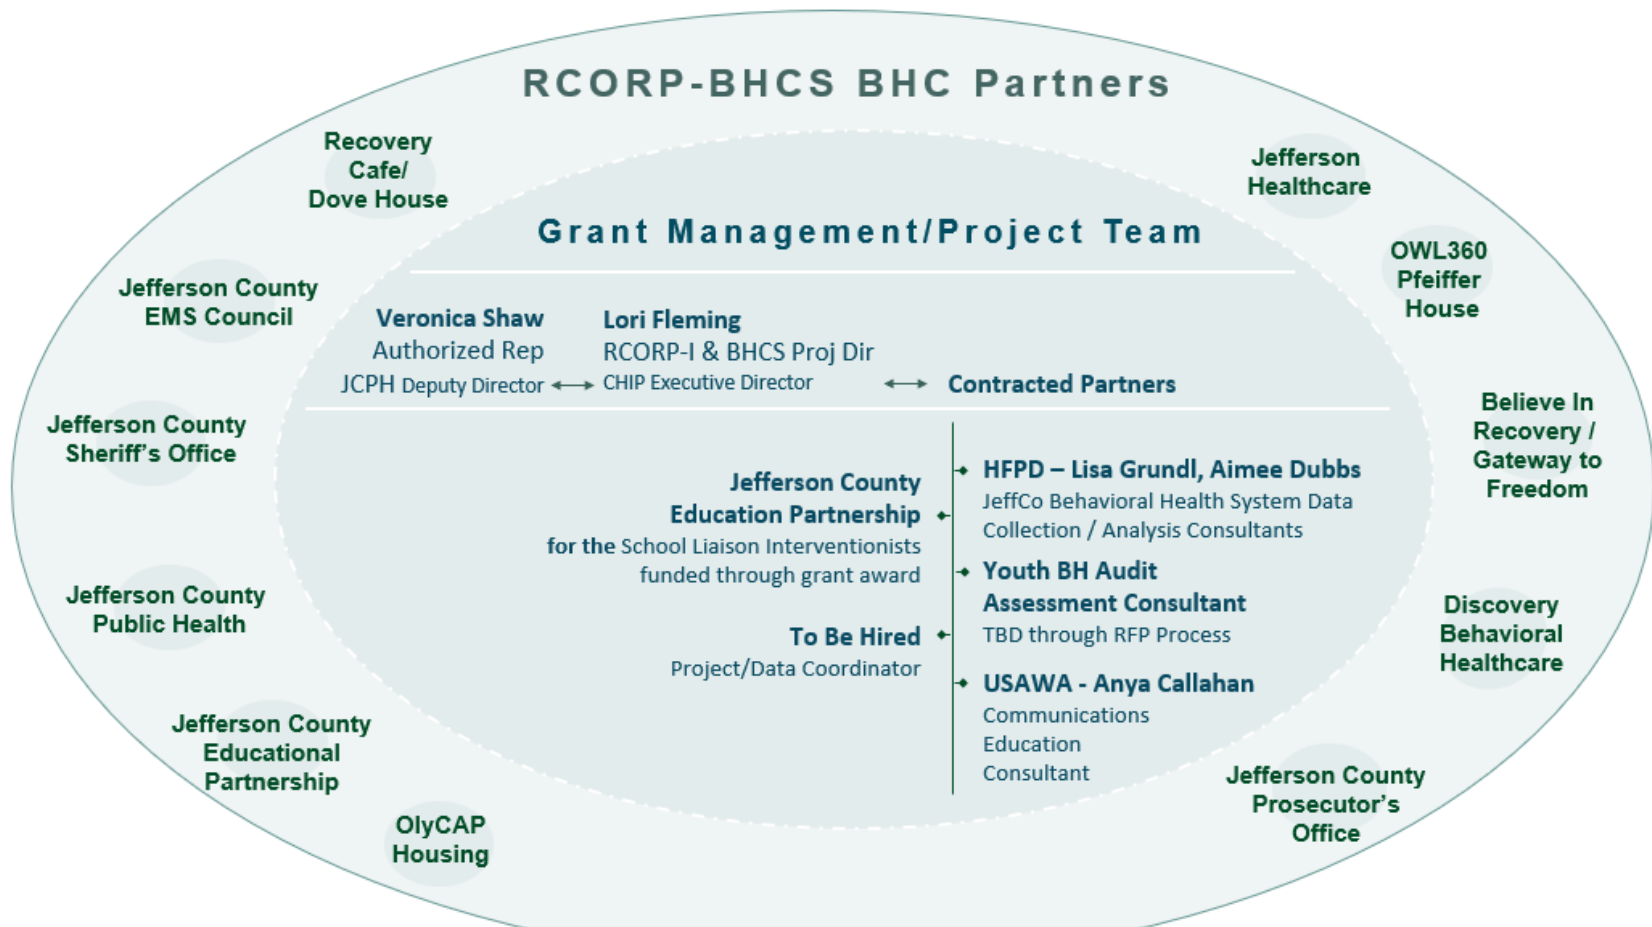 RCORP-BHCS BHC Partners
Recovery
Cafe/
Dove House
Jefferson County
EMS Council
Jefferson County
Sheriff's Office
Jefferson County
Public Health
Jefferson County
Educational
Partnership
OlyCAP
Housing
Grant Management/Project Team
Veronica Shaw
Authorized Rep
JCPH Deputy Director
Lori Fleming
RCORP-I & BHCS Proj Dir
CHIP Executive Director
Contracted Partners
Jefferson County
Education Partnership
for the School Liaison Interventionists
funded through grant award
To Be Hired
Project/Data Coordinator
HFPD – Lisa Grundl, Aimee Dubbs
JeffCo Behavioral Health System Data
Collection / Analysis Consultants
Youth BH Audit
Assessment Consultant
TBD through RFP Process
USAWA - Anya Callahan
Communications
Education
Consultant
Jefferson
Healthcare
OWL360
Pfeiffer
House
Believe In
Recovery /
Gateway to
Freedom
Discovery
Behavioral
Healthcare
Jefferson County
Prosecutor's
Office